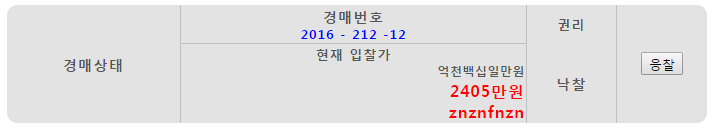 경매상태
경매번호
2016 - 212 -12
현재 입찰가
억천백십일만원
2405만원
znznfnzn
권리
낙찰
응찰